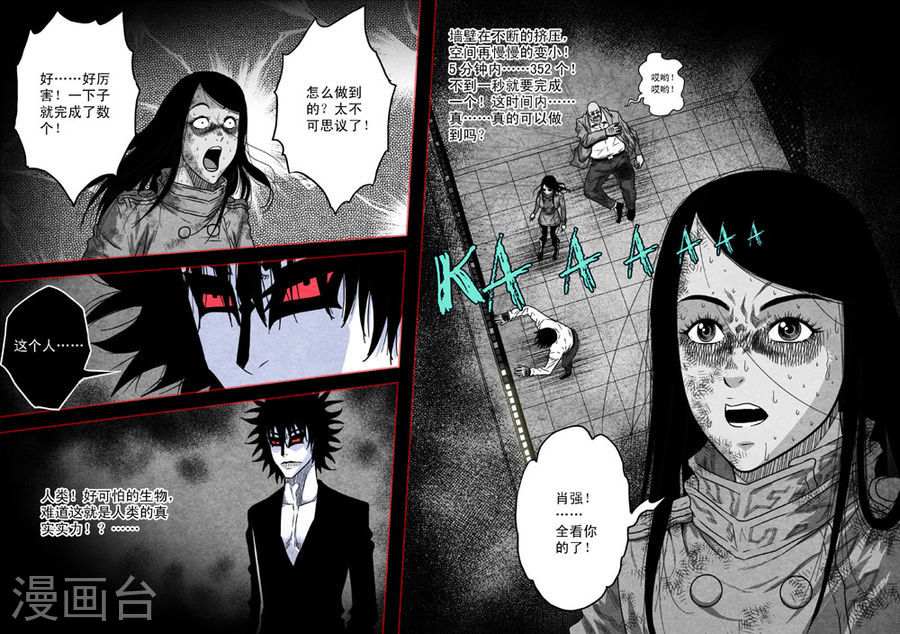 墙壁在不断的挤压,
空间再慢慢的变小!
5分钟内……352个!
不到一秒就要完成
一个!这时间内……
真……真的可以做
到吗?
哎哟!
哎哟!
KAAAAAAA
肖强!
……
全看你
的了!
怎么做到
的?太不
可思议了!
好……好厉
害!一下子
就完成了数
个!
这个人……
人类!好可怕的生物,
难道这就是人类的真
实实力!?……
漫画台